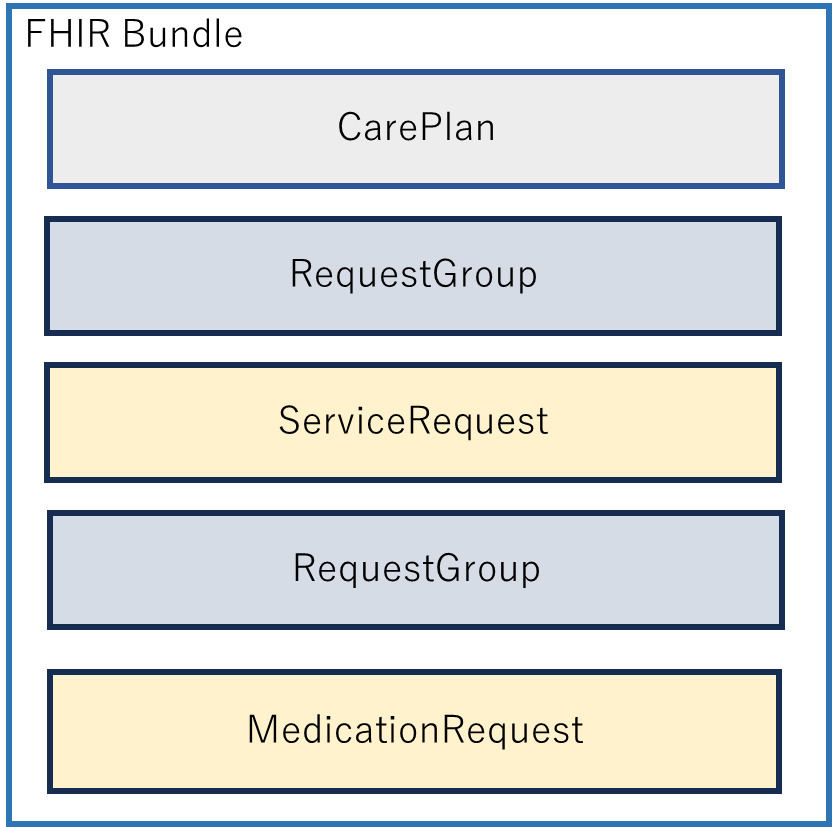 FHIR Bundle
CarePlan
RequestGroup
ServiceRequest
RequestGroup
MedicationRequest